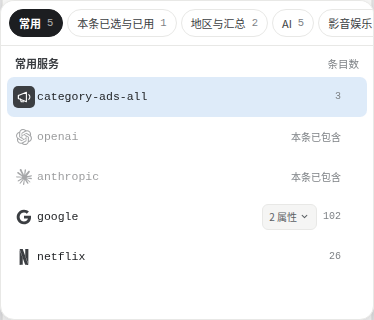 常用 5 本条已选与已用 1 地区与汇总 2 AI 5 影音娱乐
常用服务 条目数
category-ads-all 3
openai 本条已包含
anthropic 本条已包含
google 2 属性 102
netflix 26